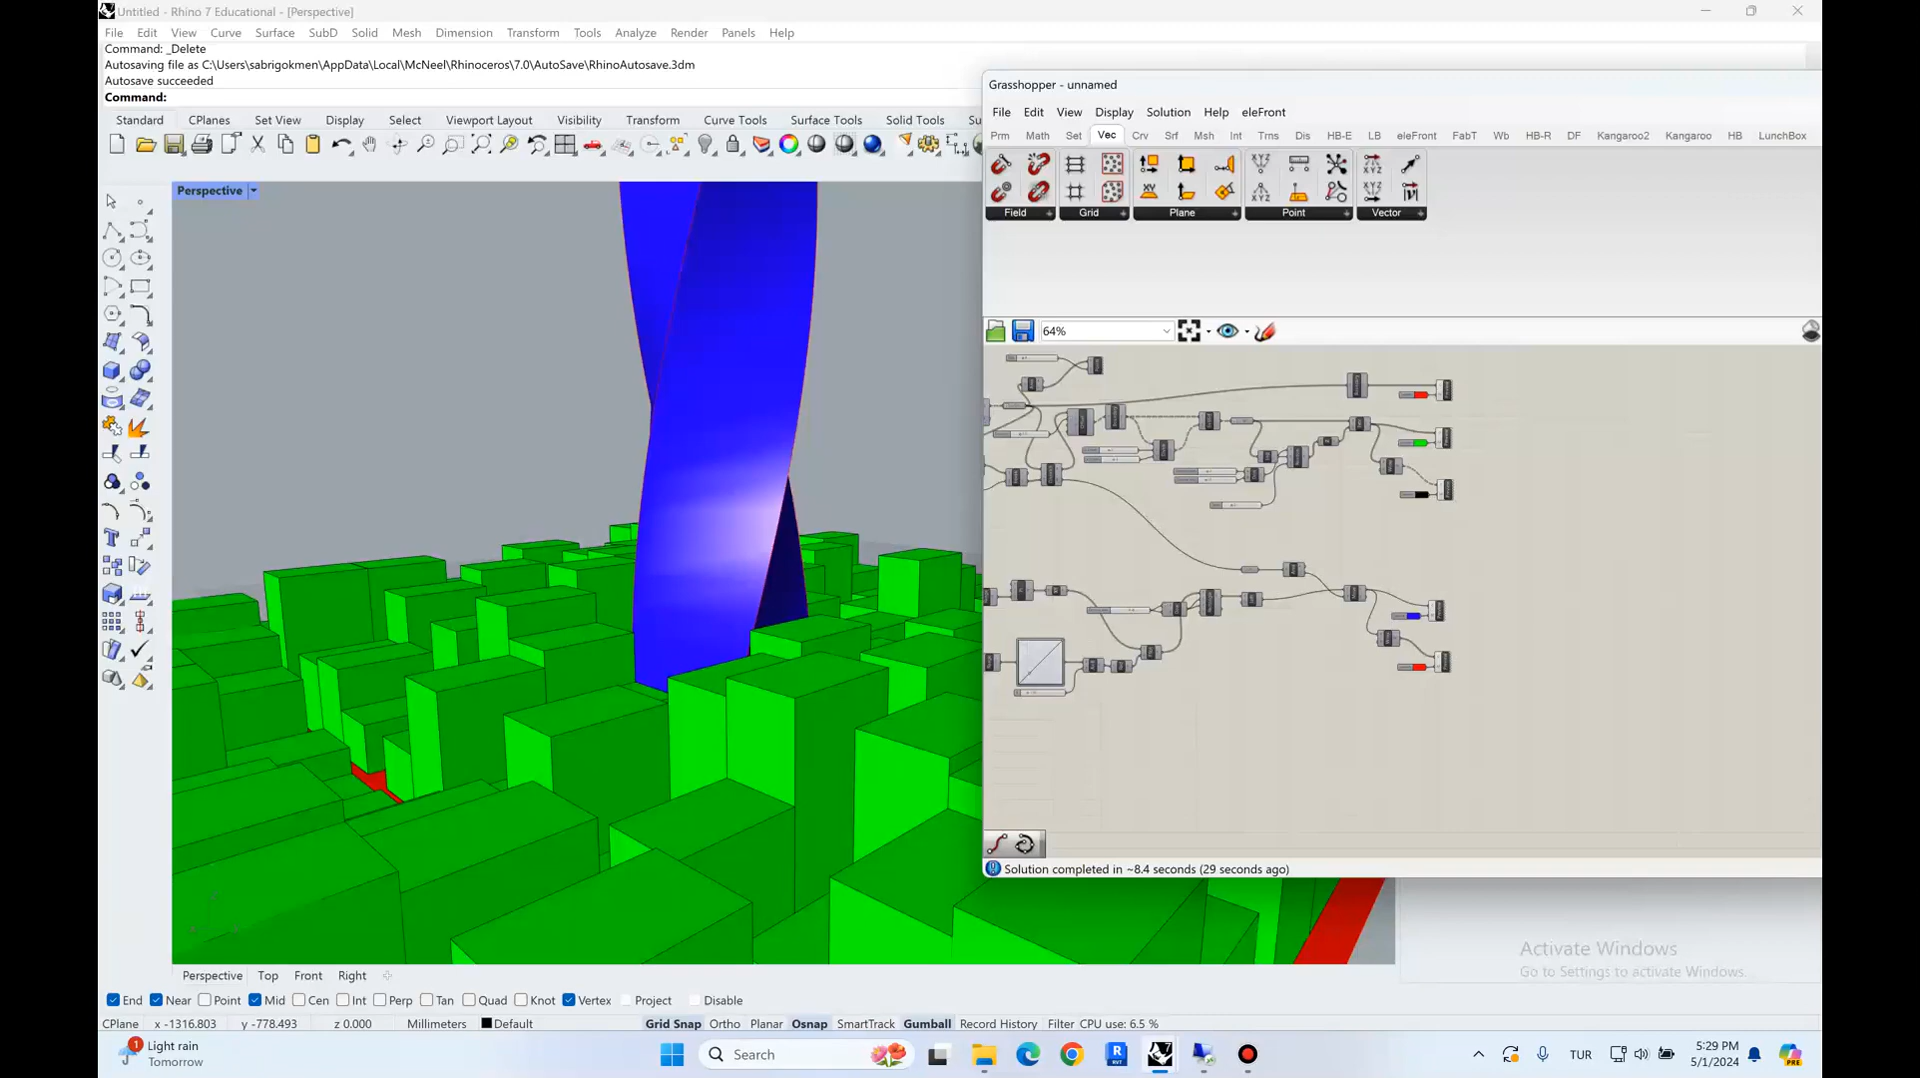 Untitled - Rhino 7 Educational - [Perspective]
File Edit View Curve Surface SubD Solid Mesh Dimension Transform Tools Analyze Render Panels Help
Command: _Delete
Autosaving file as C:\Users\sabrigokmen\AppData\Local\McNeel\Rhinoceros\7.0\AutoSave\RhinoAutosave.3dm
Autosave succeeded
Command:
Standard CPlanes Set View Display Select Viewport Layout Visibility Transform Curve Tools Surface Tools Solid Tools Su
Perspective
Grasshopper - unnamed
File Edit View Display Solution Help eleFront
Prm Math Set Vec Crv Srf Msh Int Trns Dis HB-E LB eleFront FabT Wb HB-R DF Kangaroo2 Kangaroo HB LunchBox
Field Grid Plane Point Vector
64%
Solution completed in ~8.4 seconds (29 seconds ago)
Activate Windows
Go to Settings to activate Windows.
Perspective Top Front Right
End Near Point Mid Cen Int Perp Tan Quad Knot Vertex Project Disable
CPlane x -1316.803 y -778.493 z 0.000 Millimeters Default Grid Snap Ortho Planar Osnap SmartTrack Gumball Record History Filter CPU use: 6.5 %
1 Light rain
Tomorrow
Search
TUR
5:29 PM
5/1/2024